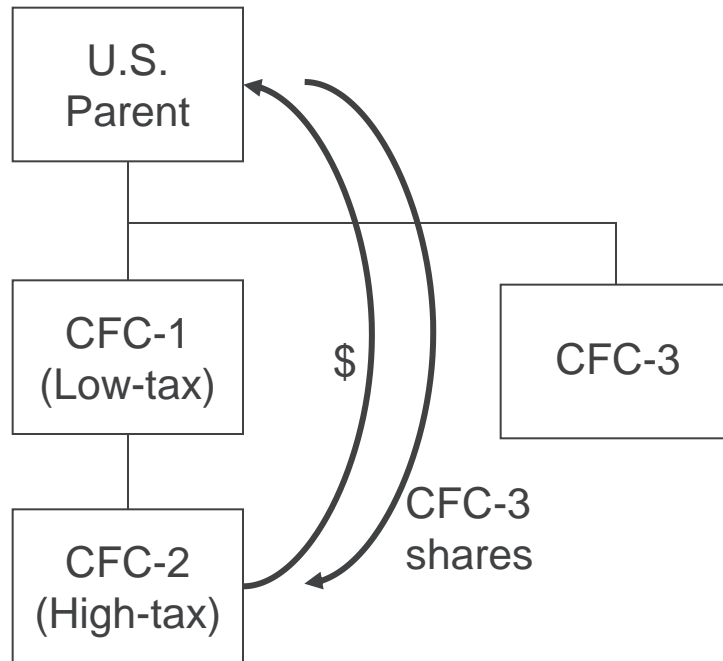 U.S.
Parent
CFC-1
(Low-tax)
$
CFC-3
CFC-3
shares
CFC-2
(High-tax)